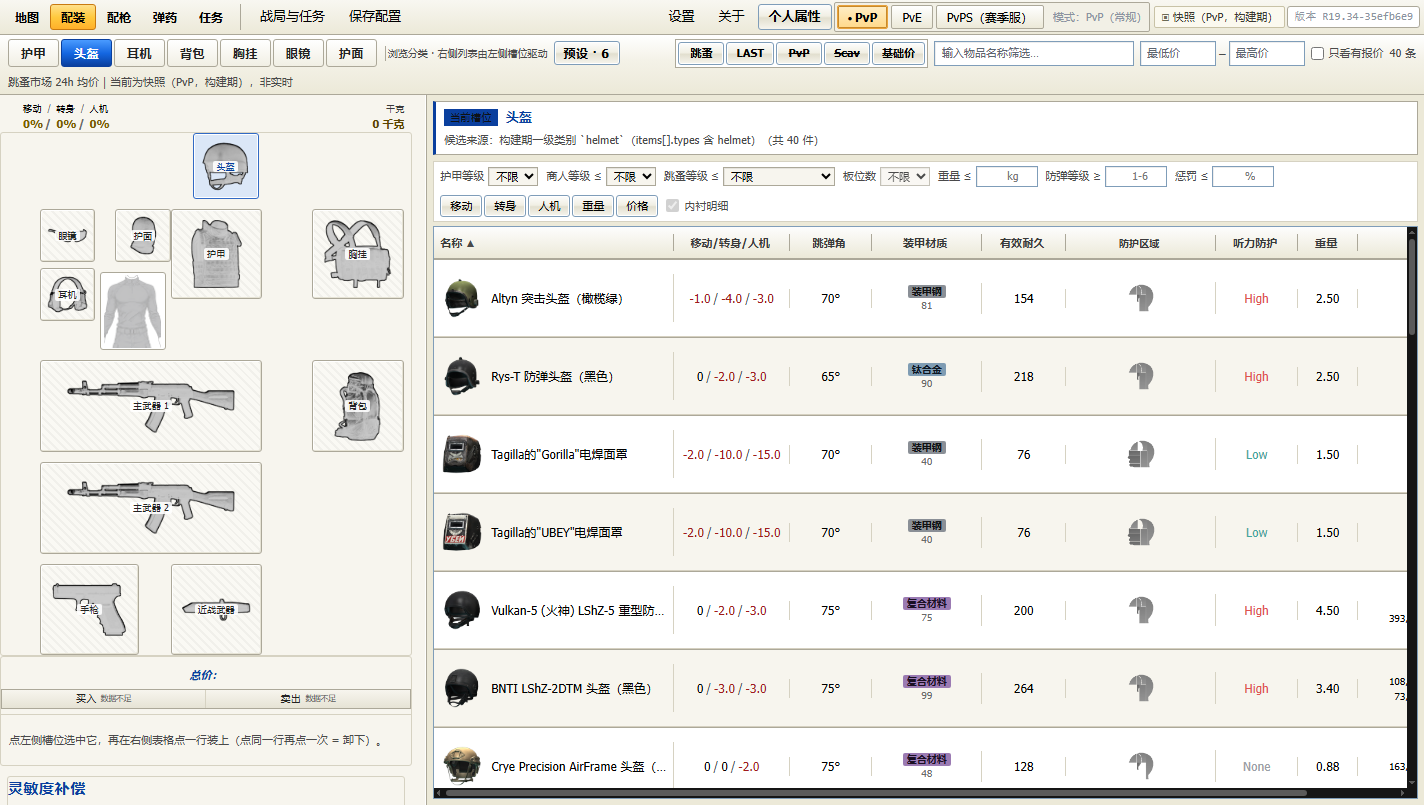 地图 配装 配枪 弹药 任务 战局与任务 保存配置 设置 关于 个人属性 • PvP PvE PvPS（赛季服） 模式：PvP（常规） 快照（PvP，构建期） 版本 R19.34-35efb6e9
护甲 头盔 耳机 背包 胸挂 眼镜 护面 浏览分类 · 右侧列表由左侧槽位驱动 预设 · 6 跳蚤 LAST PvP Scav 基础价 输入物品名称筛选... 最低价 – 最高价 只看有报价 40 条
跳蚤市场 24h 均价 | 当前为快照（PvP，构建期），非实时
移动 / 转身 / 人机 千克
0% / 0% / 0% 0 千克
头盔
眼镜 护面 护甲 胸挂
耳机
主武器 1 背包
主武器 2
手枪 近战武器
总价：
买入 数据不足 卖出 数据不足
点左侧槽位选中它，再在右侧表格点一行装上（点同一行再点一次 = 卸下）。
灵敏度补偿
当前槽位 头盔
候选来源：构建期一级类别 `helmet`（items[].types 含 helmet）（共 40 件）
护甲等级 不限 商人等级 ≤ 不限 跳蚤等级 ≤ 不限 板位数 不限 重量 ≤ kg 防弹等级 ≥ 1-6 惩罚 ≤ %
移动 转身 人机 重量 价格 内衬明细
名称 ▲ 移动/转身/人机 跳弹角 装甲材质 有效耐久 防护区域 听力防护 重量
Altyn 突击头盔（橄榄绿） -1.0 / -4.0 / -3.0 70° 装甲钢 81 154 High 2.50
Rys-T 防弹头盔（黑色） 0 / -2.0 / -3.0 65° 钛合金 90 218 High 2.50
Tagilla的"Gorilla"电焊面罩 -2.0 / -10.0 / -15.0 70° 装甲钢 40 76 Low 1.50
Tagilla的"UBEY"电焊面罩 -2.0 / -10.0 / -15.0 70° 装甲钢 40 76 Low 1.50
Vulkan-5 (火神) LShZ-5 重型防... 0 / -2.0 / -3.0 75° 复合材料 75 200 High 4.50 393,
BNTI LShZ-2DTM 头盔（黑色） 0 / -3.0 / -3.0 75° 复合材料 99 264 High 3.40 108, 73,
Crye Precision AirFrame 头盔（... 0 / 0 / -2.0 75° 复合材料 48 128 None 0.88 163,